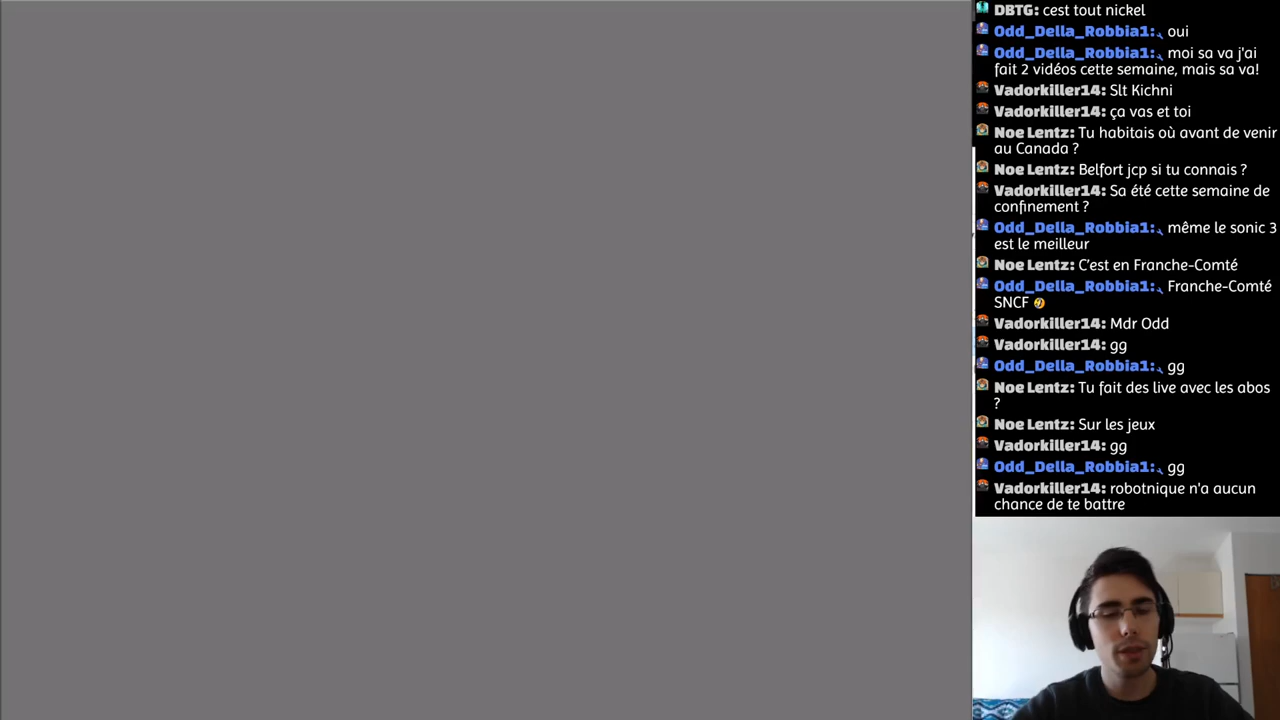 DBTG: cest tout nickel
Odd_Della_Robbia1: oui
Odd_Della_Robbia1: moi sa va j'ai
fait 2 vidéos cette semaine, mais sa va!
Vadorkiller14: Slt Kichni
Vadorkiller14: ça vas et toi
Noe Lentz: Tu habitais où avant de venir
au Canada ?
Noe Lentz: Belfort jcp si tu connais ?
Vadorkiller14: Sa été cette semaine de
confinement ?
Odd_Della_Robbia1: même le sonic 3
est le meilleur
Noe Lentz: C'est en Franche-Comté
Odd_Della_Robbia1: Franche-Comté
SNCF 🤣
Vadorkiller14: Mdr Odd
Vadorkiller14: gg
Odd_Della_Robbia1: gg
Noe Lentz: Tu fait des live avec les abos
?
Noe Lentz: Sur les jeux
Vadorkiller14: gg
Odd_Della_Robbia1: gg
Vadorkiller14: robotnique n'a aucun
chance de te battre